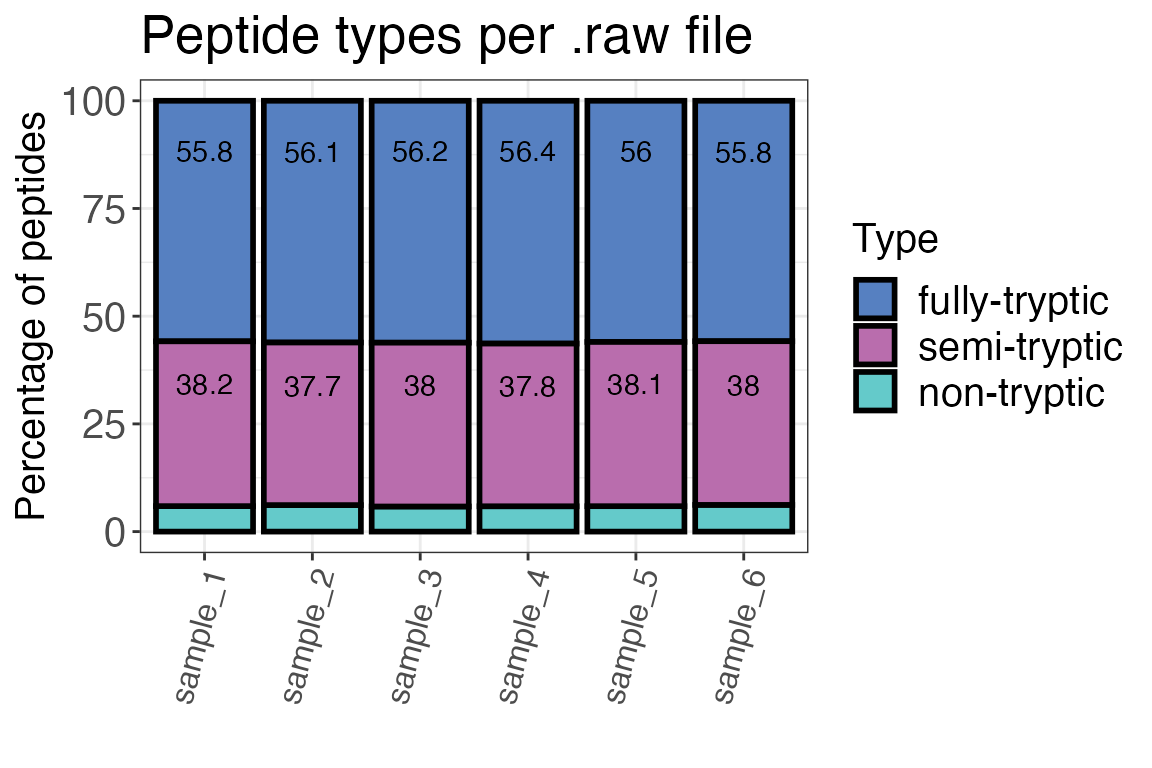 Peptide types per .raw file
Percentage of peptides
100
75
50
25
0
55.8 56.1 56.2 56.4 56 55.8
38.2 37.7 38 37.8 38.1 38
sample_1 sample_2 sample_3 sample_4 sample_5 sample_6
Type
fully-tryptic
semi-tryptic
non-tryptic